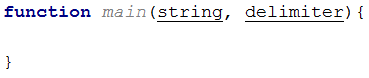 function main(string, delimiter){
}